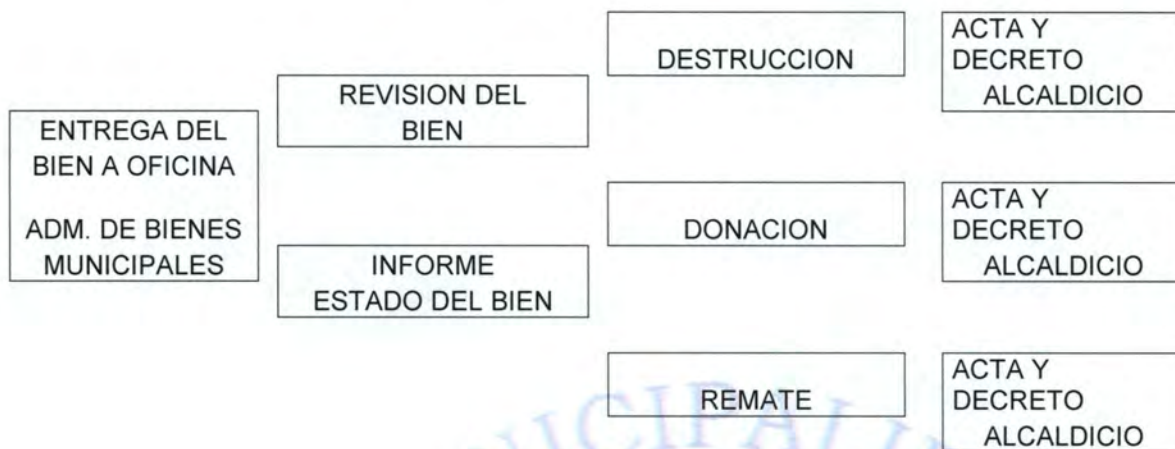 ENTREGA DEL
BIEN A OFICINA
ADM. DE BIENES
MUNICIPALES
REVISION DEL
BIEN
INFORME
ESTADO DEL BIEN
DESTRUCCION
ACTA Y
DECRETO
ALCALDICIO
DONACION
ACTA Y
DECRETO
ALCALDICIO
REMATE
ACTA Y
DECRETO
ALCALDICIO